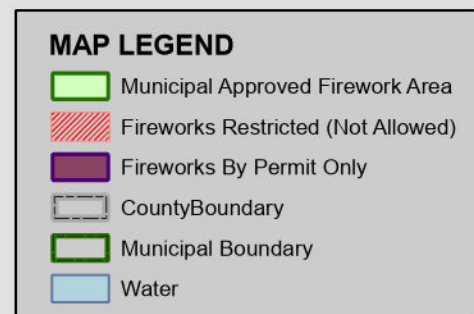 MAP LEGEND
Municipal Approved Firework Area
Fireworks Restricted (Not Allowed)
Fireworks By Permit Only
CountyBoundary
Municipal Boundary
Water